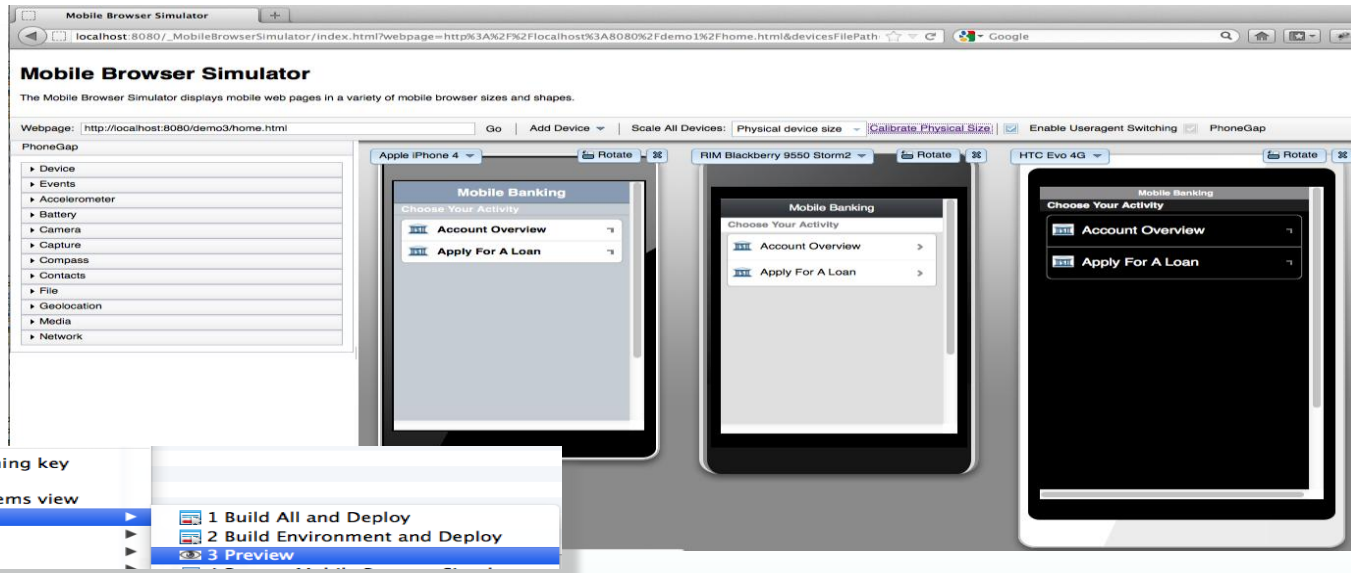 Mobile Browser Simulator
localhost:8080/_MobileBrowserSimulator/index.html?webpage=http%3A%2F%2Flocalhost%3A8080%2Fdemo1%2Fhome.html&devicesFilePath
Google
Mobile Browser Simulator
The Mobile Browser Simulator displays mobile web pages in a variety of mobile browser sizes and shapes.
Webpage: http://localhost:8080/demo3/home.html Go Add Device Scale All Devices: Physical device size Calibrate Physical Size Enable Useragent Switching PhoneGap
PhoneGap
Device
Events
Accelerometer
Battery
Camera
Capture
Compass
Contacts
File
Geolocation
Media
Network
Apple iPhone 4 Rotate
Mobile Banking
Choose Your Activity
Account Overview
Apply For A Loan
RIM Blackberry 9550 Storm2 Rotate
Mobile Banking
Choose Your Activity
Account Overview
Apply For A Loan
HTC Evo 4G Rotate
Mobile Banking
Choose Your Activity
Account Overview
Apply For A Loan
key
view
1 Build All and Deploy
2 Build Environment and Deploy
3 Preview